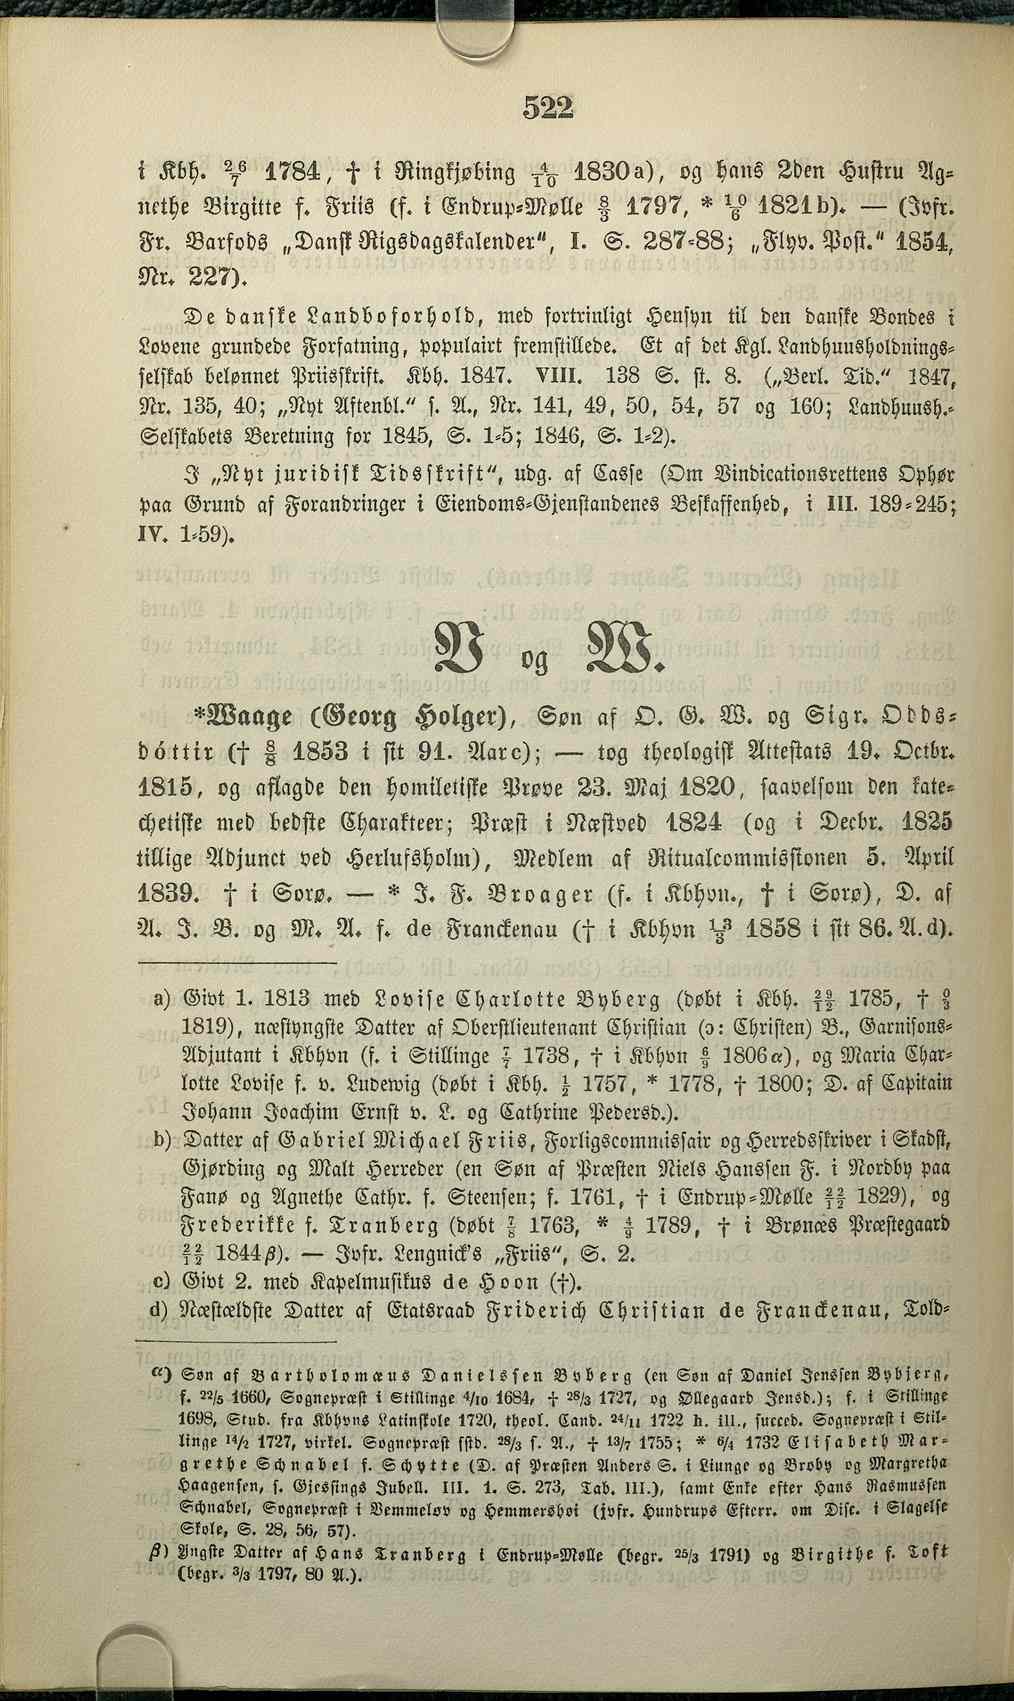 522
i Kbh. 26/7 1784, † i Ringkjøbing 4/10 1830 a), og hans 2den Hustru Ag-
nethe Birgitte f. Friis (f. i Endrup-Mølle 8/3 1797, * 10/6 1821 b). — (Jvfr.
Fr. Barfods „Dansk Rigsdagskalender“, I. S. 287-88; „Flyv. Post.“ 1854,
Nr. 227).
De danske Landboforhold, med fortrinligt Hensyn til den danske Bondes i
Lovene grundede Forfatning, populairt fremstillede. Et af det Kgl. Landhuusholdnings-
selskab belønnet Priisskrift. Kbh. 1847. VIII. 138 S. st. 8. („Berl. Tid.“ 1847,
Nr. 135, 40; „Nyt Aftenbl.“ s. A., Nr. 141, 49, 50, 54, 57 og 160; Landhuush.-
Selskabets Beretning for 1845, S. 1-5; 1846, S. 1-2).
I „Nyt juridisk Tidsskrift“, udg. af Casse (Om Vindicationsrettens Ophør
paa Grund af Forandringer i Eiendoms-Gjenstandenes Beskaffenhed, i III. 189-245;
IV. 1-59).
V og W.
*Waage (Georg Holger), Søn af O. G. W. og Sigr. Odds-
dóttir († 8/8 1853 i sit 91. Aare); — tog theologisk Attestats 19. Octbr.
1815, og aflagde den homiletiske Prøve 23. Maj 1820, saavelsom den kate-
chetiske med bedste Charakteer; Præst i Næstved 1824 (og i Decbr. 1825
tillige Adjunct ved Herlufsholm), Medlem af Ritualcommissionen 5. April
1839. † i Sorø. — * J. F. Broager (f. i Kbhvn., † i Sorø), D. af
A. J. B. og M. A. f. de Franckenau († i Kbhvn 13/3 1858 i sit 86. A. d).
a) Givt 1. 1813 med Lovise Charlotte Byberg (døbt i Kbh. 29/12 1785, †
1819), næstyngste Datter af Oberstlieutenant Christian (ɔ: Christen) B., Garnisons-
Adjutant i Kbhvn (f. i Stillinge 7/7 1738, † i Kbhvn 6/9 1806 α), og Maria Char-
lotte Lovise f. v. Ludewig (døbt i Kbh. 1/2 1757, * 1778, † 1800; D. af Capitain
Johann Joachim Ernst v. L. og Cathrine Pedersd.).
b) Datter af Gabriel Michael Friis, Forligscommissair og Herredsskriver i Skadst,
Gjørding og Malt Herreder (en Søn af Præsten Niels Hanssen F. i Nordby paa
Fanø og Agnethe Cathr. f. Steensen; f. 1761, † i Endrup-Mølle 22/12 1829), og
Frederikke f. Tranberg (døbt 7/8 1763, * 4/9 1789, † i Brønæs Præstegaard
22/12 1844 β). — Jvfr. Lengnick's „Friis“, S. 2.
c) Givt 2. med Kapelmusikus de Hoon (†).
d) Næstældste Datter af Etatsraad Friderich Christian de Franckenau, Told-
α) Søn af Bartholomæus Danielssen Byberg (en Søn af Daniel Jenssen Bybjerg,
f. 22/5 1660, Sognepræst i Stillinge 4/10 1684, † 28/3 1727, og Øllegaard Jensd.); f. i Stillinge
1698, Stud. fra Kbhvns Latinskole 1720, theol. Cand. 24/11 1722 h. ill., succed. Sognepræst i Stil-
linge 14/2 1727, virkel. Sognepræst sstd. 28/3 s. A., † 13/7 1755; * 6/4 1732 Elisabeth Mar-
grethe Schnabel f. Schytte (D. af Præsten Anders S. i Liunge og Broby og Margretha
Haagensen, s. Giessings Jubell. III. 1. S. 273, Tab. III.), samt Enke efter Hans Rasmussen
Schnabel, Sognepræst i Vemmeløv og Hemmershøi (jvfr. Hundrups Efterr. om Disc. i Slagelse
Skole, S. 28, 56, 57).
β) Yngste Datter af Hans Tranberg i Endrup-Mølle (begr. 25/3 1791) og Birgithe f. Toft
(begr. 3/3 1797, 80 A.).